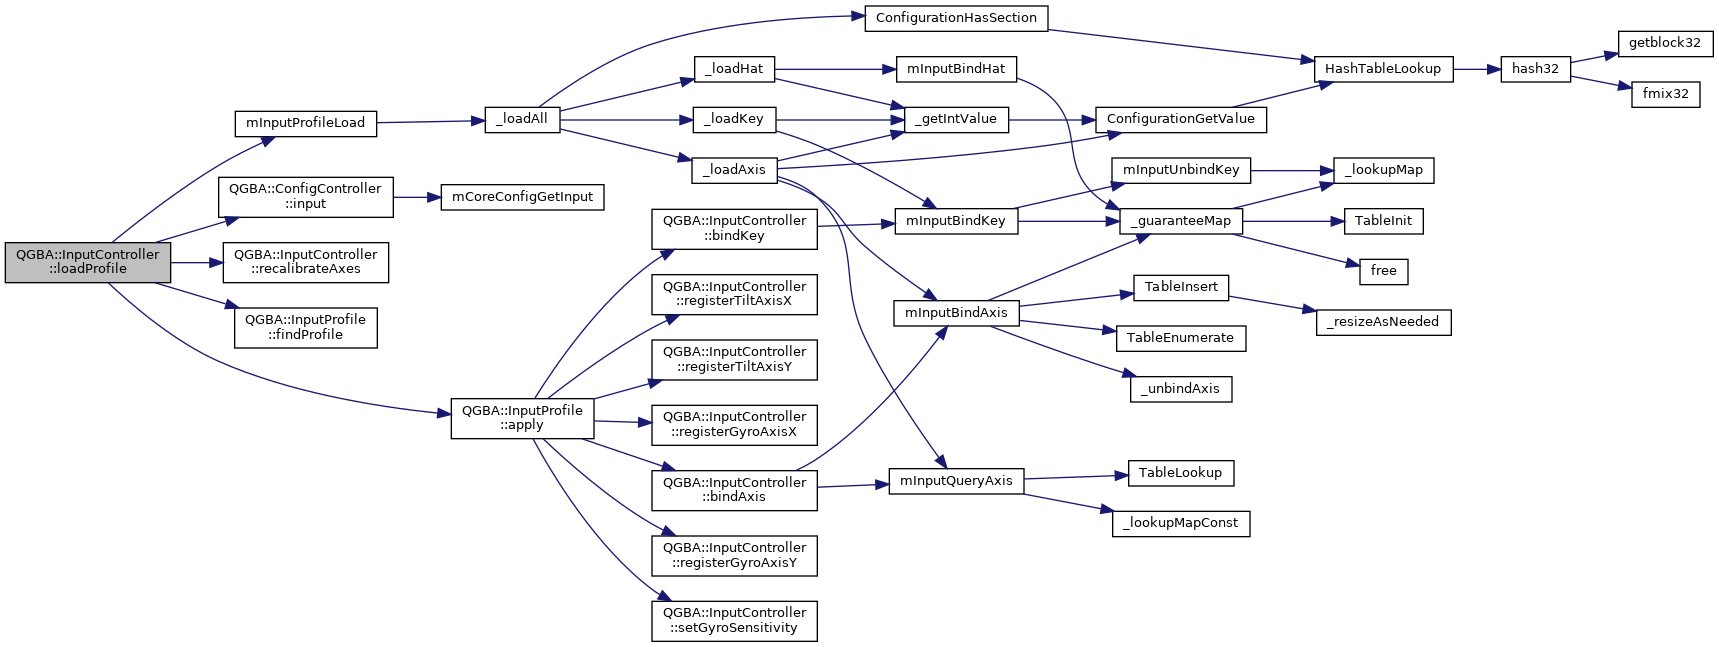 QGBA::InputController
::loadProfile
mInputProfileLoad
QGBA::ConfigController
::input
QGBA::InputController
::recalibrateAxes
QGBA::InputProfile
::findProfile
QGBA::InputProfile
::apply
mCoreConfigGetInput
_loadAll
ConfigurationHasSection
_loadHat
_loadKey
_loadAxis
QGBA::InputController
::bindKey
QGBA::InputController
::registerTiltAxisX
QGBA::InputController
::registerTiltAxisY
QGBA::InputController
::registerGyroAxisX
QGBA::InputController
::bindAxis
QGBA::InputController
::registerGyroAxisY
QGBA::InputController
::setGyroSensitivity
mInputBindHat
_getIntValue
mInputBindKey
mInputBindAxis
mInputQueryAxis
ConfigurationGetValue
mInputUnbindKey
_guaranteeMap
TableInsert
TableEnumerate
_unbindAxis
TableLookup
_lookupMapConst
HashTableLookup
_lookupMap
TableInit
free
_resizeAsNeeded
hash32
getblock32
fmix32